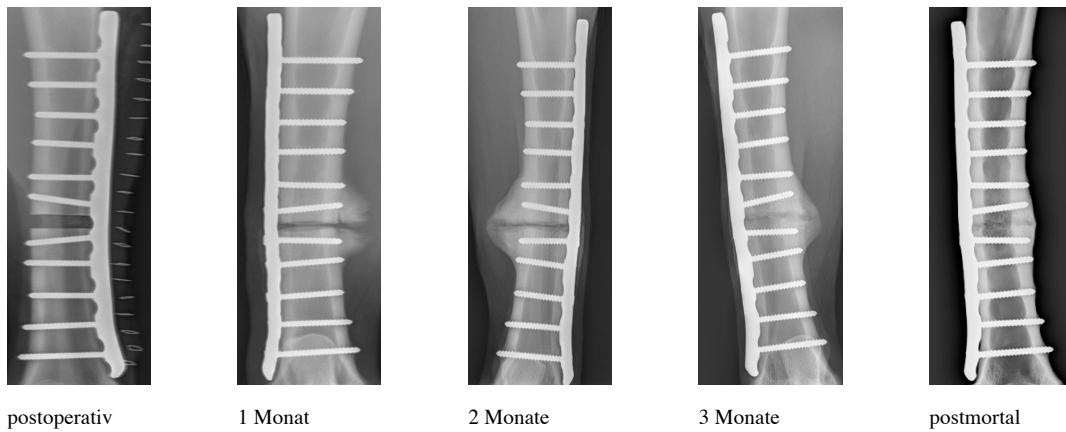 postoperativ
1 Monat
2 Monate
3 Monate
postmortal